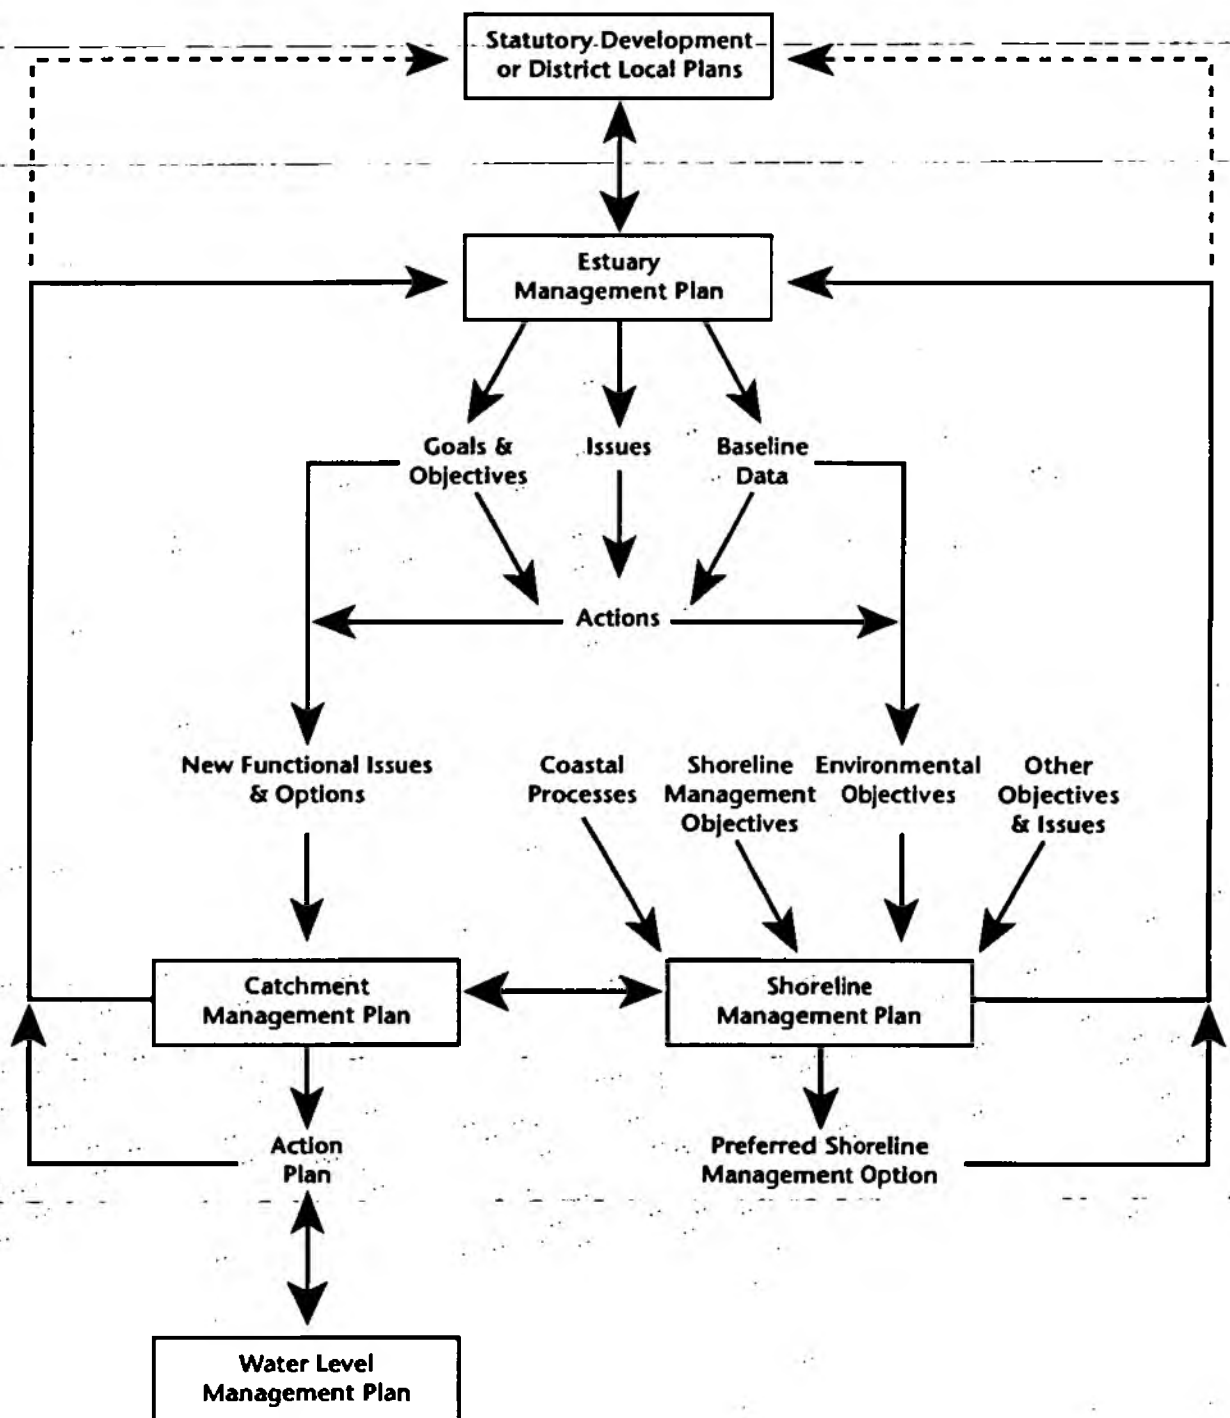 Statutory Development
or District Local Plans
Estuary
Management Plan
Goals &
Objectives
Issues
Baseline
Data
Actions
New Functional Issues
& Options
Coastal
Processes
Shoreline
Management
Objectives
Environmental
Objectives
Other
Objectives
& Issues
Catchment
Management Plan
Shoreline
Management Plan
Action
Plan
Preferred Shoreline
Management Option
Water Level
Management Plan